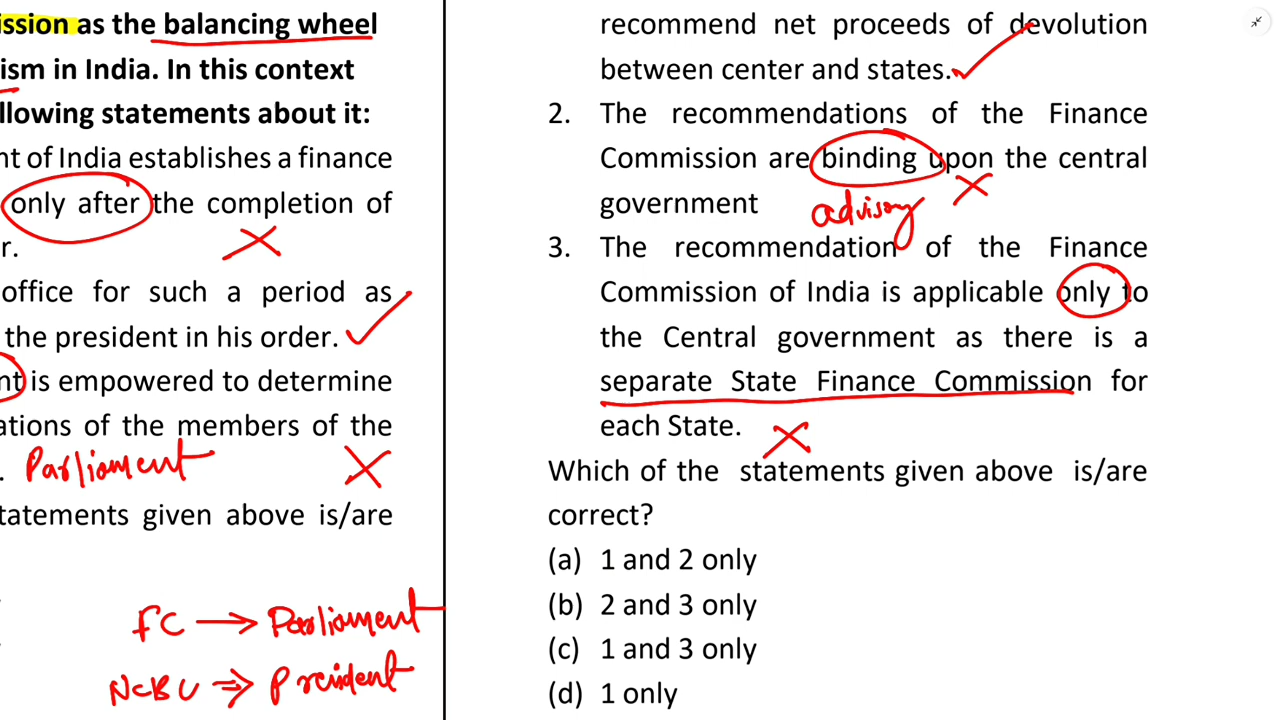 ission as the balancing wheel
ism in India. In this context
llowing statements about it:
nt of India establishes a finance
only after the completion of
r.
office for such a period as
the president in his order.
nt is empowered to determine
ations of the members of the
. Parliament
tatements given above is/are
FC → Parliament
NCBC ⇒ President
recommend net proceeds of devolution
between center and states.
2. The recommendations of the Finance
Commission are binding upon the central
government advisory
3. The recommendation of the Finance
Commission of India is applicable only to
the Central government as there is a
separate State Finance Commission for
each State.
Which of the statements given above is/are
correct?
(a) 1 and 2 only
(b) 2 and 3 only
(c) 1 and 3 only
(d) 1 only